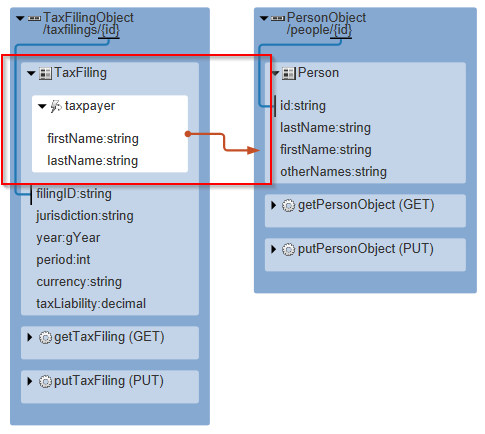 TaxFilingObject
/taxfilings/{id}
TaxFiling
taxpayer
firstName:string
lastName:string
filingID:string
jurisdiction:string
year:gYear
period:int
currency:string
taxLiability:decimal
getTaxFiling (GET)
putTaxFiling (PUT)
PersonObject
/people/{id}
Person
id:string
lastName:string
firstName:string
otherNames:string
getPersonObject (GET)
putPersonObject (PUT)